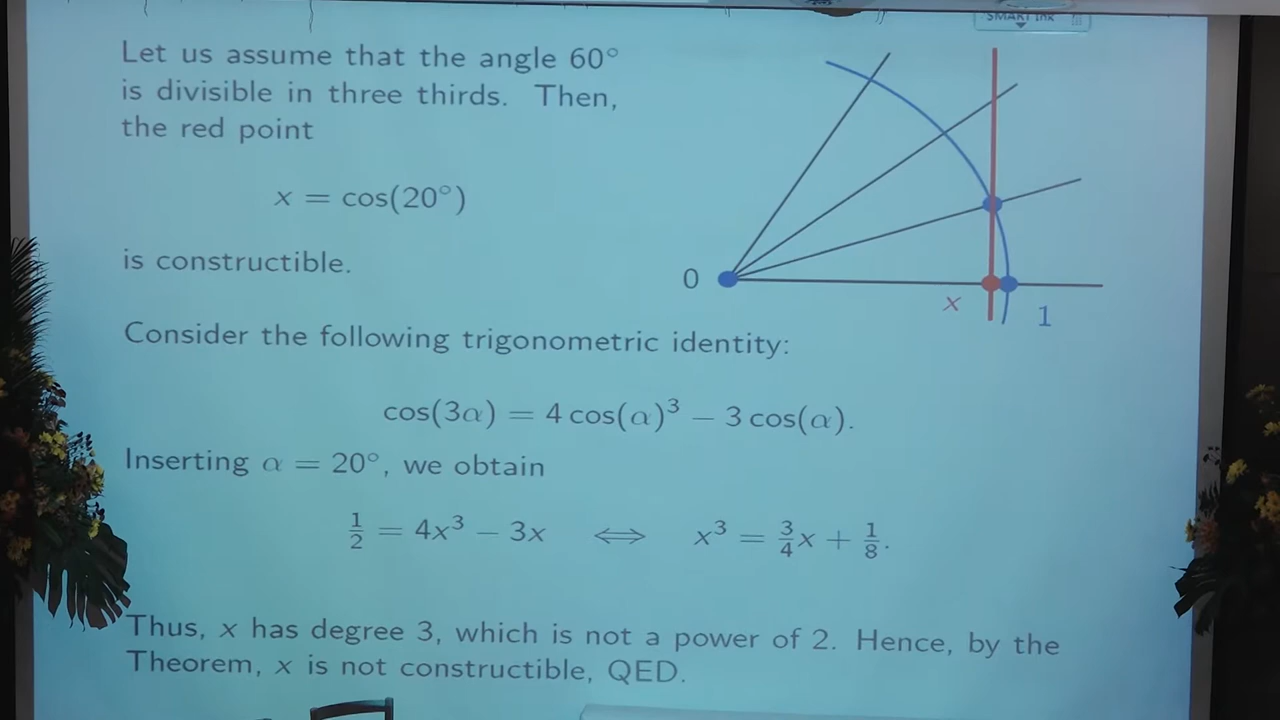 SMART Ink
Let us assume that the angle 60°
is divisible in three thirds. Then,
the red point
x = cos(20°)
is constructible.
0
x
1
Consider the following trigonometric identity:
cos(3α) = 4 cos(α)³ − 3 cos(α).
Inserting α = 20°, we obtain
½ = 4x³ − 3x ⟺ x³ = ¾x + ⅛.
Thus, x has degree 3, which is not a power of 2. Hence, by the
Theorem, x is not constructible, QED.